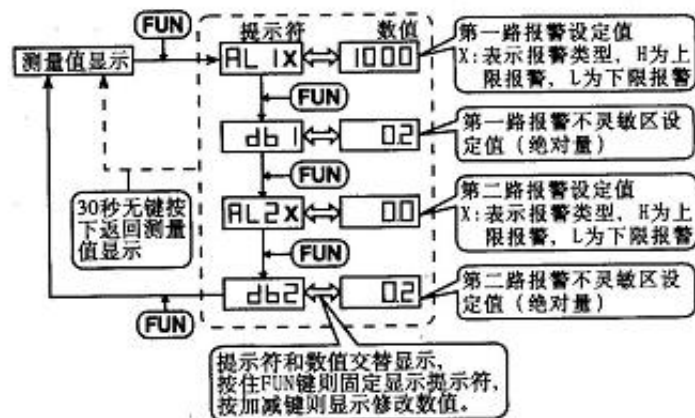 FUN
提示符
数值
测量值显示
AL1X
1000
第一路报警设定值
X:表示报警类型, H为上
限报警, L为下限报警
FUN
db1
0.2
第一路报警不灵敏区设
定值(绝对量)
FUN
30秒无键按
下返回测量
值显示
AL2X
0.0
第二路报警设定值
X:表示报警类型, H为上
限报警, L为下限报警
FUN
db2
0.2
第二路报警不灵敏区设
定值(绝对量)
FUN
提示符和数值交替显示,
按住FUN键则固定显示提示符,
按加减键则显示修改数值。